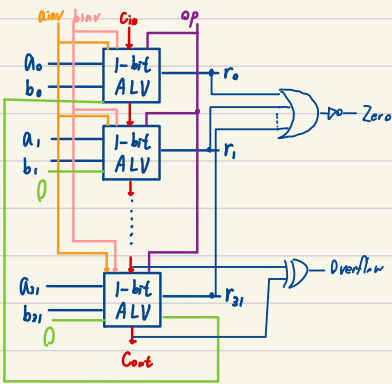 ainv binv Cin op
a0 1-bit r0
b0 ALU
Zero
a1 1-bit r1
b1 ALU
0
a31 1-bit r31
b31 ALU
0
Overflow
Cout